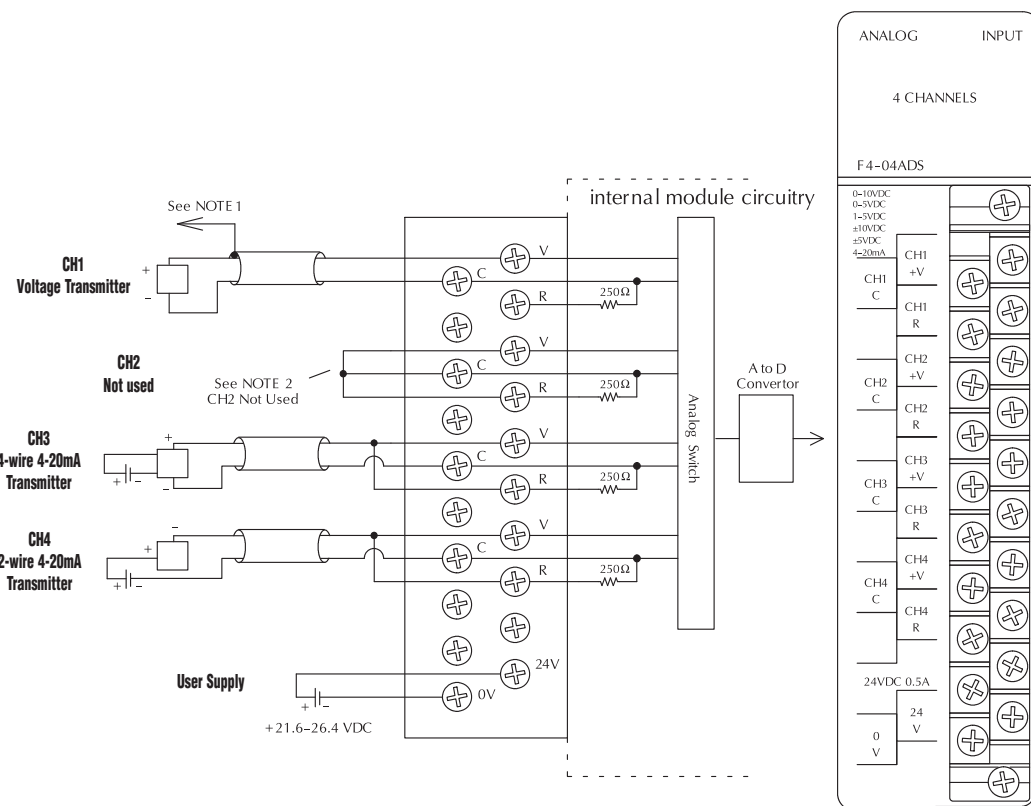 See NOTE 1
CH1
Voltage Transmitter
+
–
CH2
Not used
See NOTE 2
CH2 Not Used
CH3
4-wire 4-20mA
Transmitter
+
–
+
–
CH4
2-wire 4-20mA
Transmitter
–
+
+
–
User Supply
+
–
+21.6–26.4 VDC
internal module circuitry
V
C
R
250Ω
V
C
R
250Ω
V
C
R
250Ω
V
C
R
250Ω
24V
0V
Analog Switch
A to D
Convertor
ANALOG INPUT
4 CHANNELS
F4–04ADS
0–10VDC
0–5VDC
1–5VDC
±10VDC
±5VDC
4–20mA
CH1
+V
CH1
C
CH1
R
CH2
+V
CH2
C
CH2
R
CH3
+V
CH3
C
CH3
R
CH4
+V
CH4
C
CH4
R
24VDC 0.5A
24
V
0
V